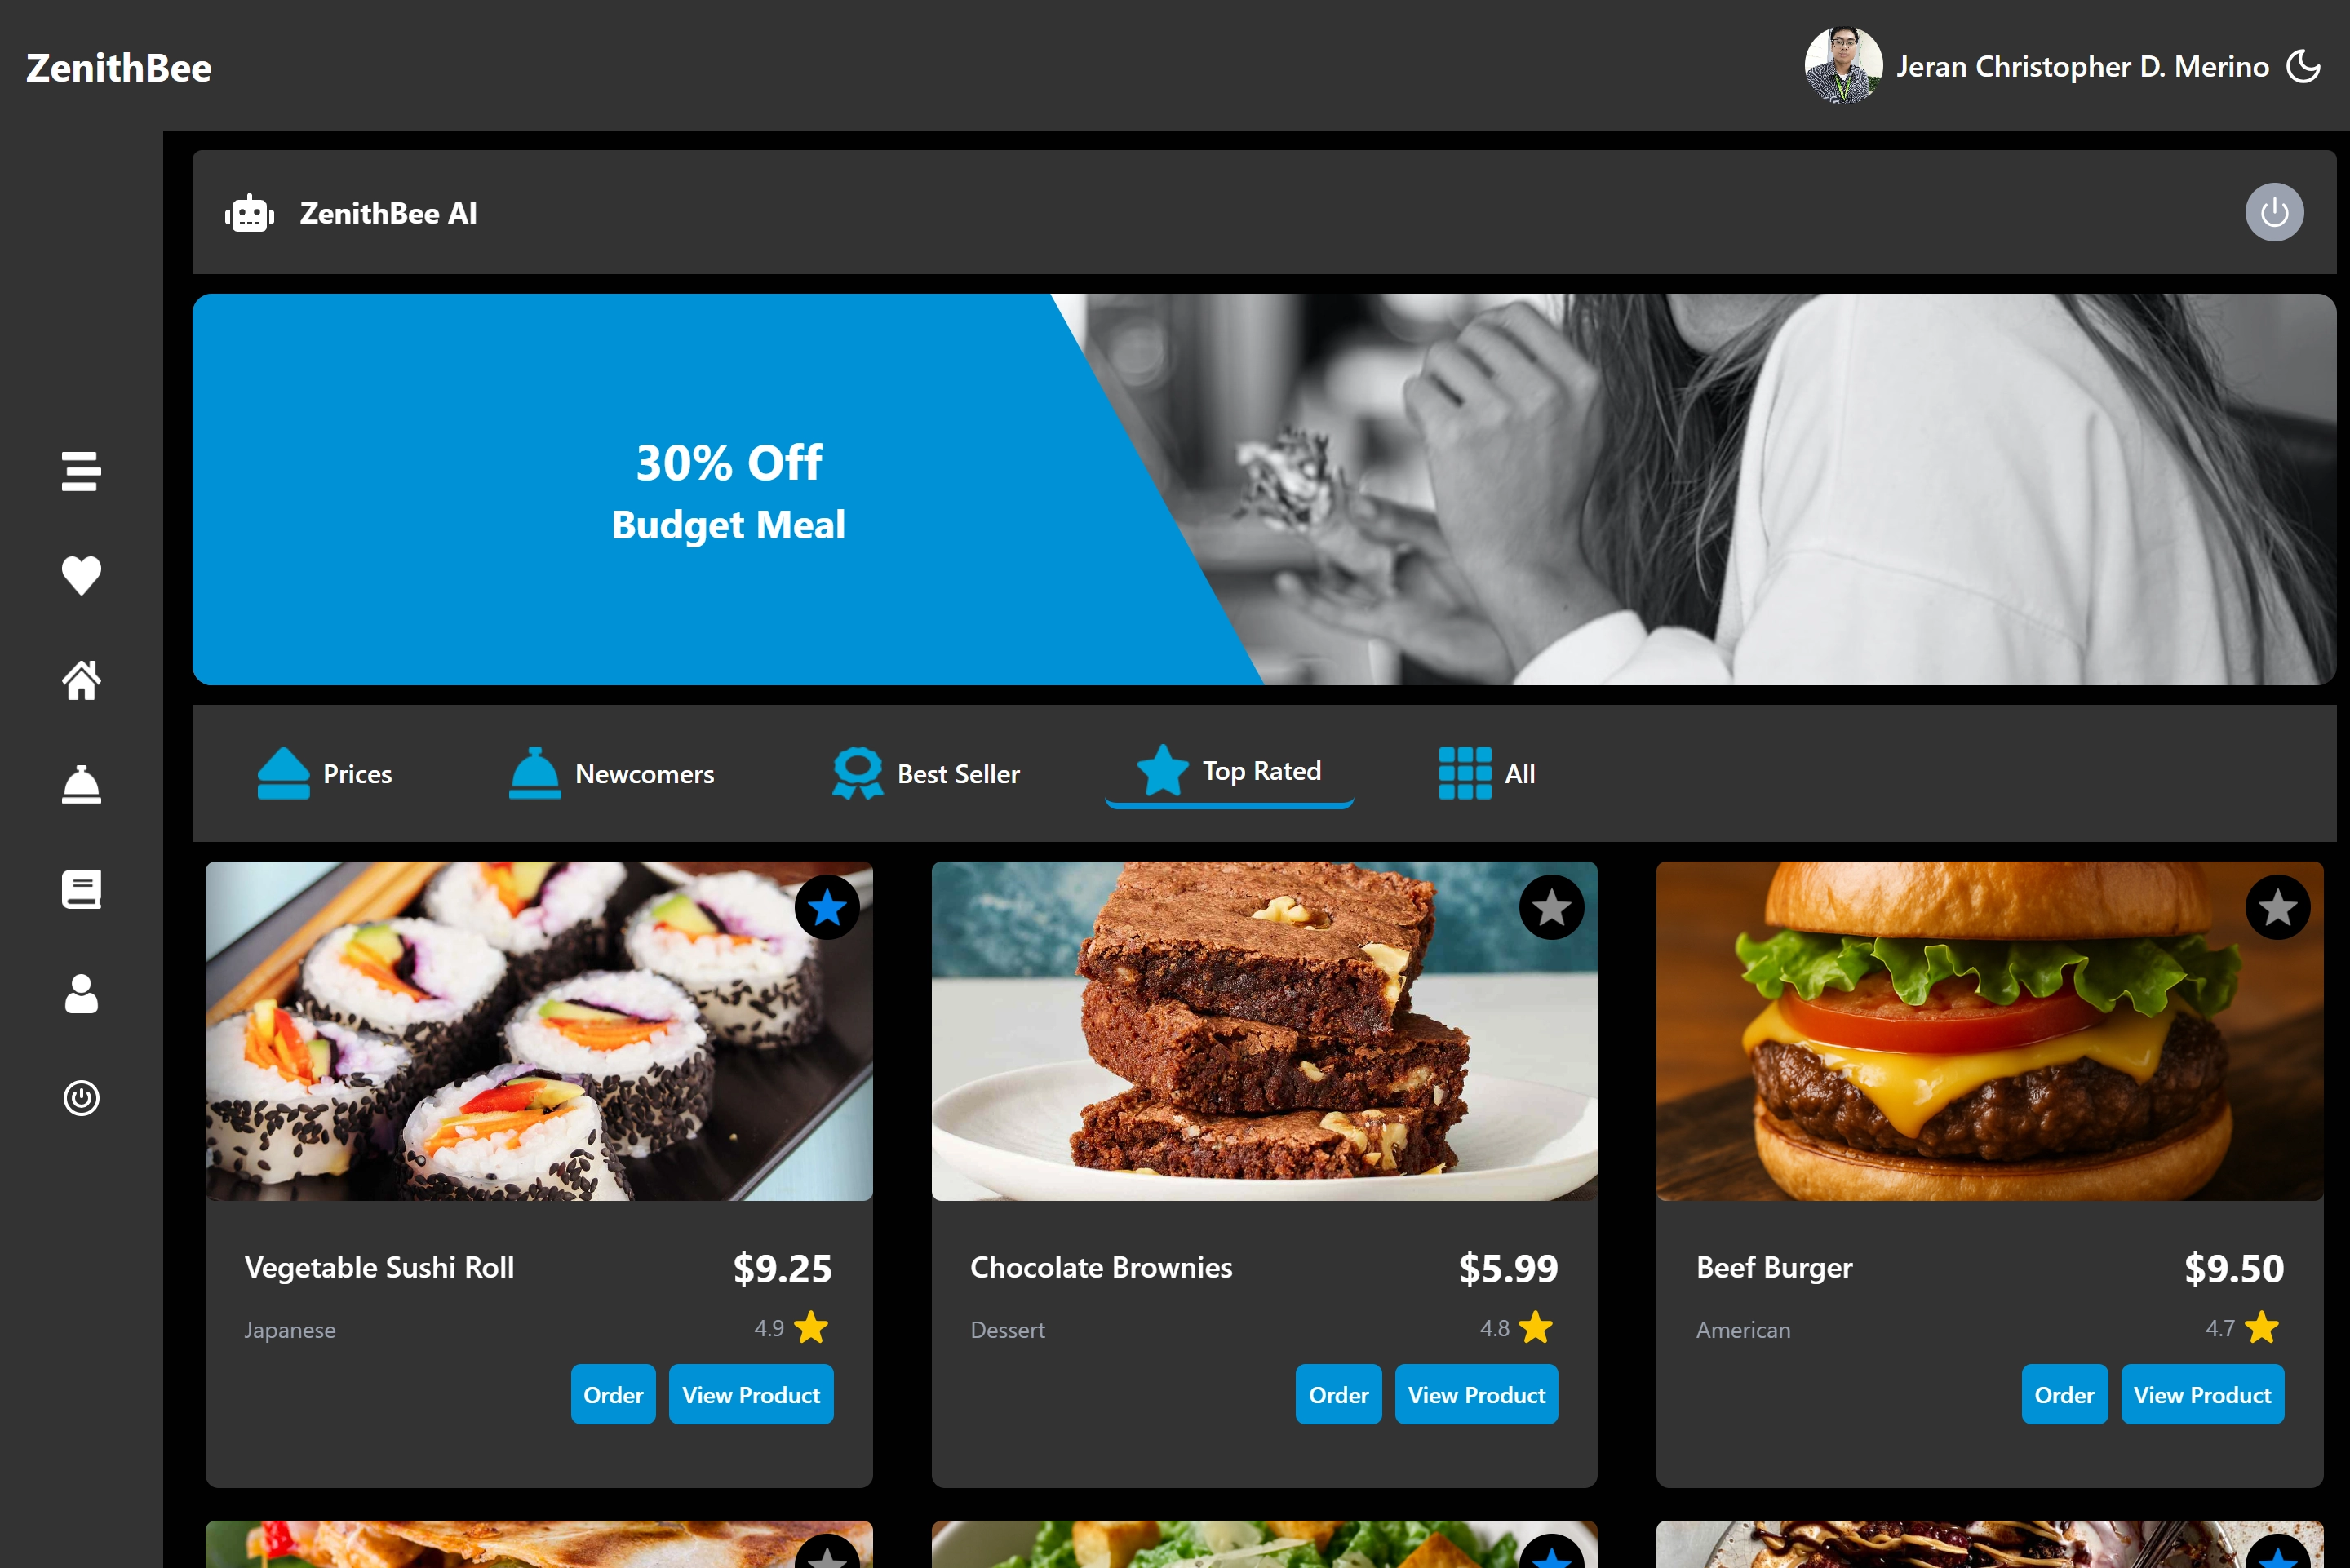 ZenithBee
Jeran Christopher D. Merino
ZenithBee AI
30% Off
Budget Meal
Prices
Newcomers
Best Seller
Top Rated
All
Vegetable Sushi Roll
$9.25
Japanese
4.9
Order
View Product
Chocolate Brownies
$5.99
Dessert
4.8
Order
View Product
Beef Burger
$9.50
American
4.7
Order
View Product